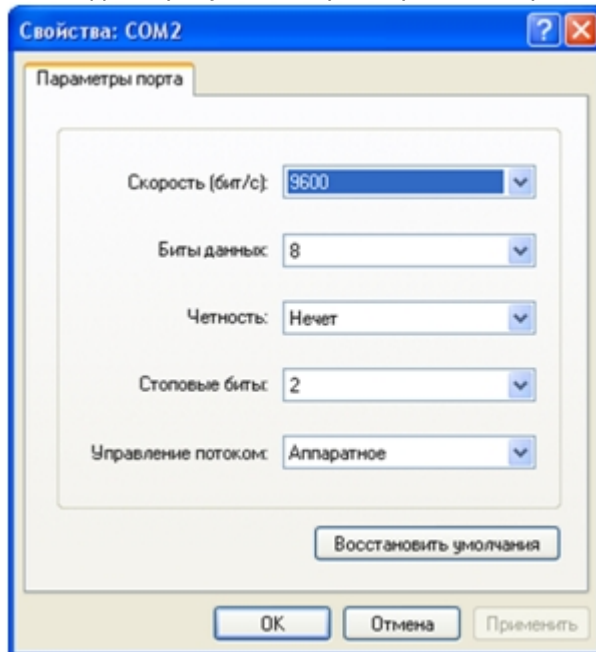 Свойства: COM2
Параметры порта
Скорость (бит/с): 9600
Биты данных: 8
Четность: Нечет
Стоповые биты: 2
Управление потоком: Аппаратное
Восстановить умолчания
OK Отмена Применить